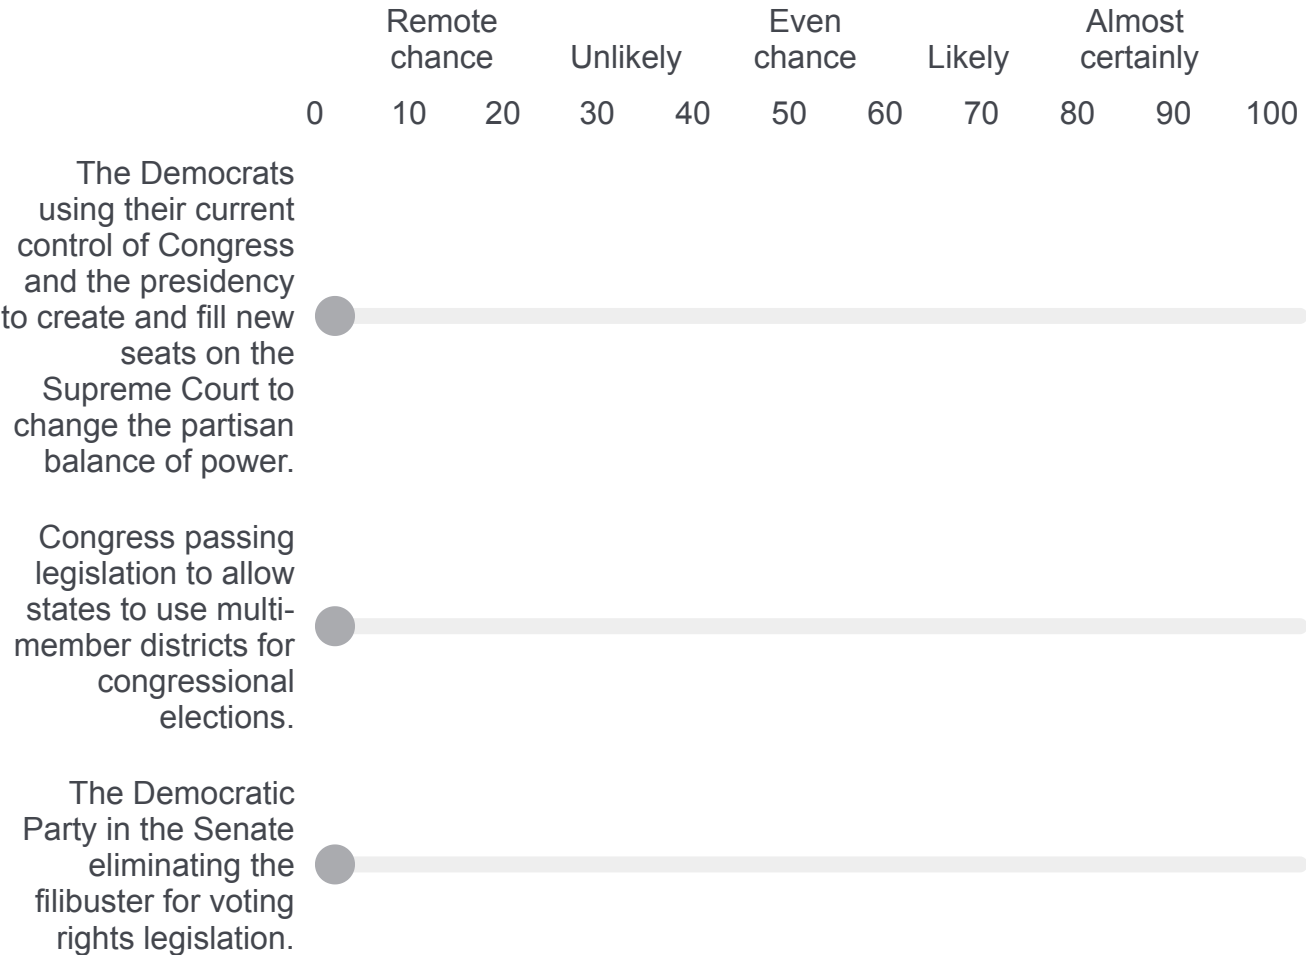 Remote chance Unlikely Even chance Likely Almost certainly
0 10 20 30 40 50 60 70 80 90 100
The Democrats
using their current
control of Congress
and the presidency
to create and fill new
seats on the
Supreme Court to
change the partisan
balance of power.
Congress passing
legislation to allow
states to use multi-
member districts for
congressional
elections.
The Democratic
Party in the Senate
eliminating the
filibuster for voting
rights legislation.